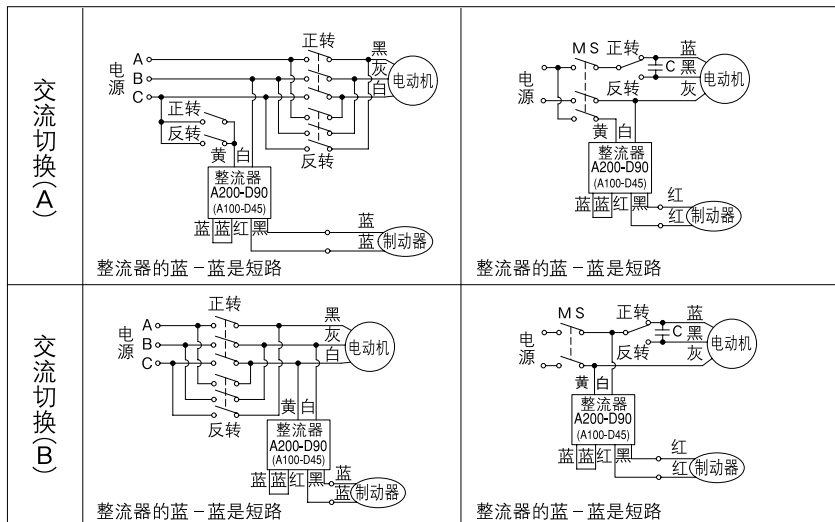 交流切换(A)
正转
电源
A
B
C
黑
灰
白
电动机
正转
反转
反转
黄 白
整流器
A200-D90
(A100-D45)
蓝 蓝 红 黑
蓝
蓝
制动器
整流器的蓝-蓝是短路
MS
正转
蓝
C
黑
电源
电动机
反转
灰
黄 白
整流器
A200-D90
(A100-D45)
蓝 蓝 红 黑
红
红
制动器
整流器的蓝-蓝是短路
交流切换(B)
正转
电源
A
B
C
黑
灰
白
电动机
反转
黄 白
整流器
A200-D90
(A100-D45)
蓝 蓝 红 黑
蓝
蓝
制动器
整流器的蓝-蓝是短路
MS
正转
蓝
C
黑
电源
电动机
反转
灰
黄 白
整流器
A200-D90
(A100-D45)
蓝 蓝 红 黑
红
红
制动器
整流器的蓝-蓝是短路